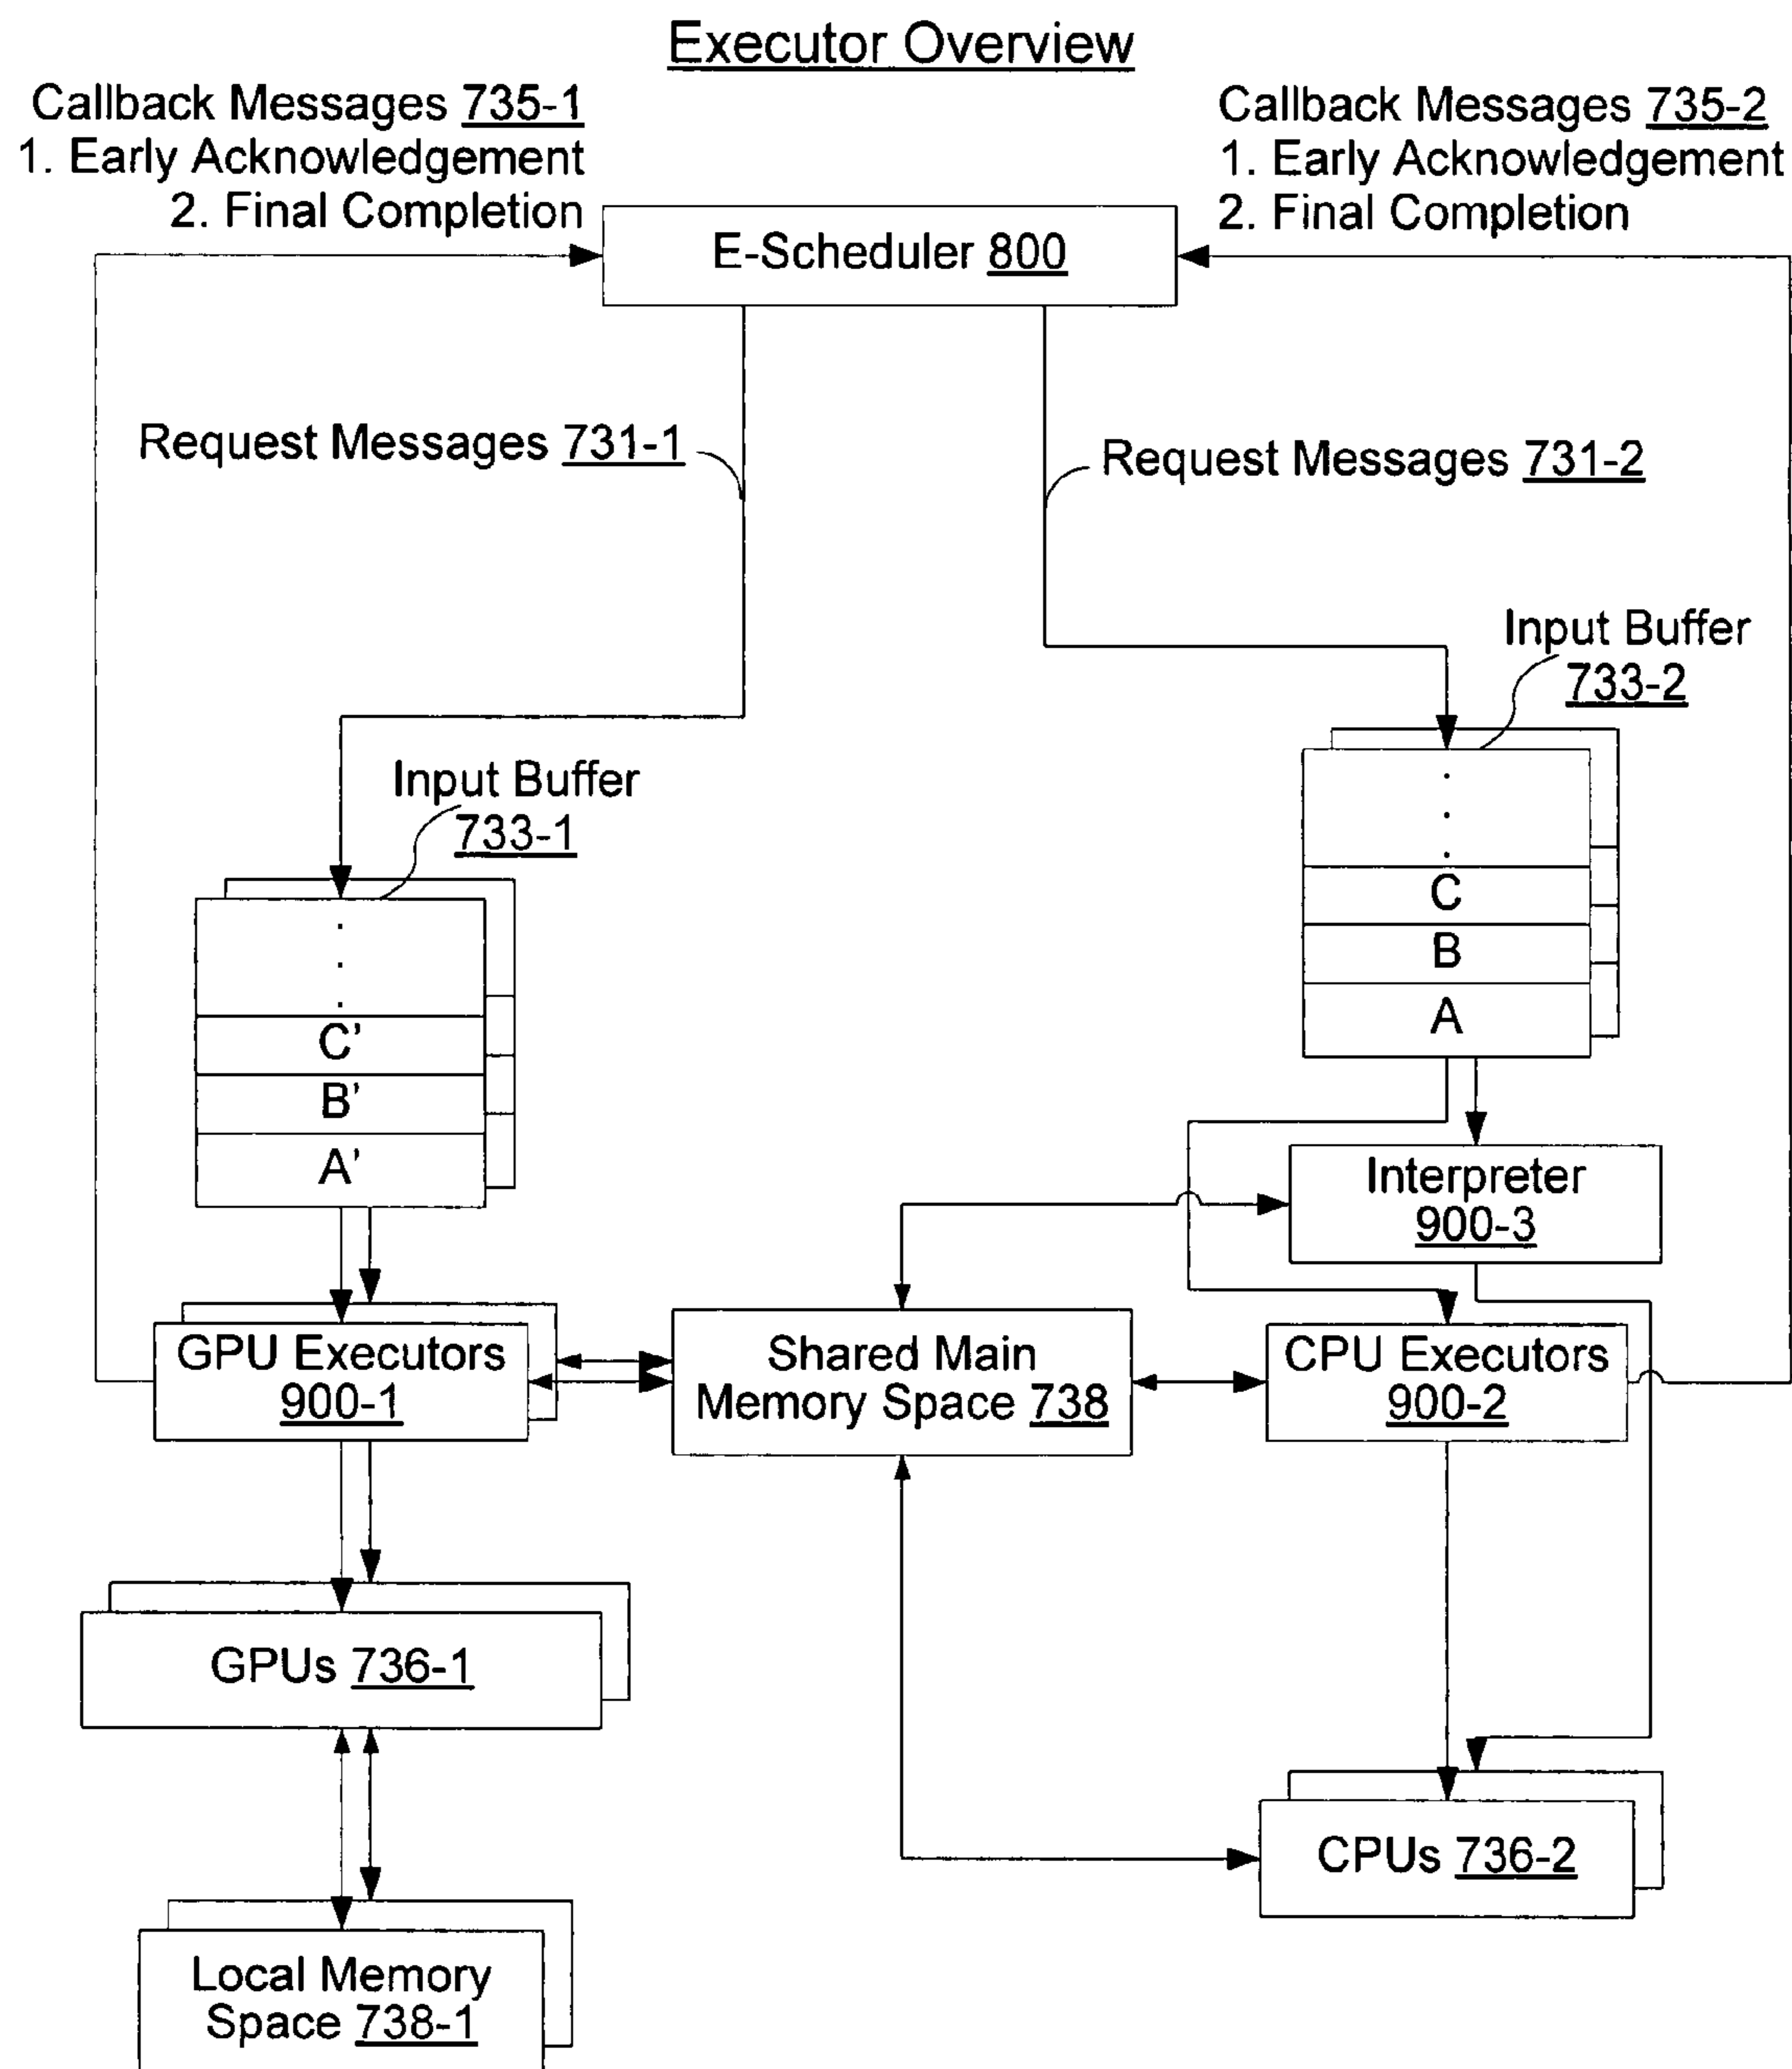 Executor Overview
Callback Messages 735-1
1. Early Acknowledgement
2. Final Completion
Callback Messages 735-2
1. Early Acknowledgement
2. Final Completion
E-Scheduler 800
Request Messages 731-1
Request Messages 731-2
Input Buffer
733-2
Input Buffer
733-1
.
.
.
C
B
A
.
.
.
C'
B'
A'
Interpreter
900-3
GPU Executors
900-1
Shared Main
Memory Space 738
CPU Executors
900-2
GPUs 736-1
CPUs 736-2
Local Memory
Space 738-1